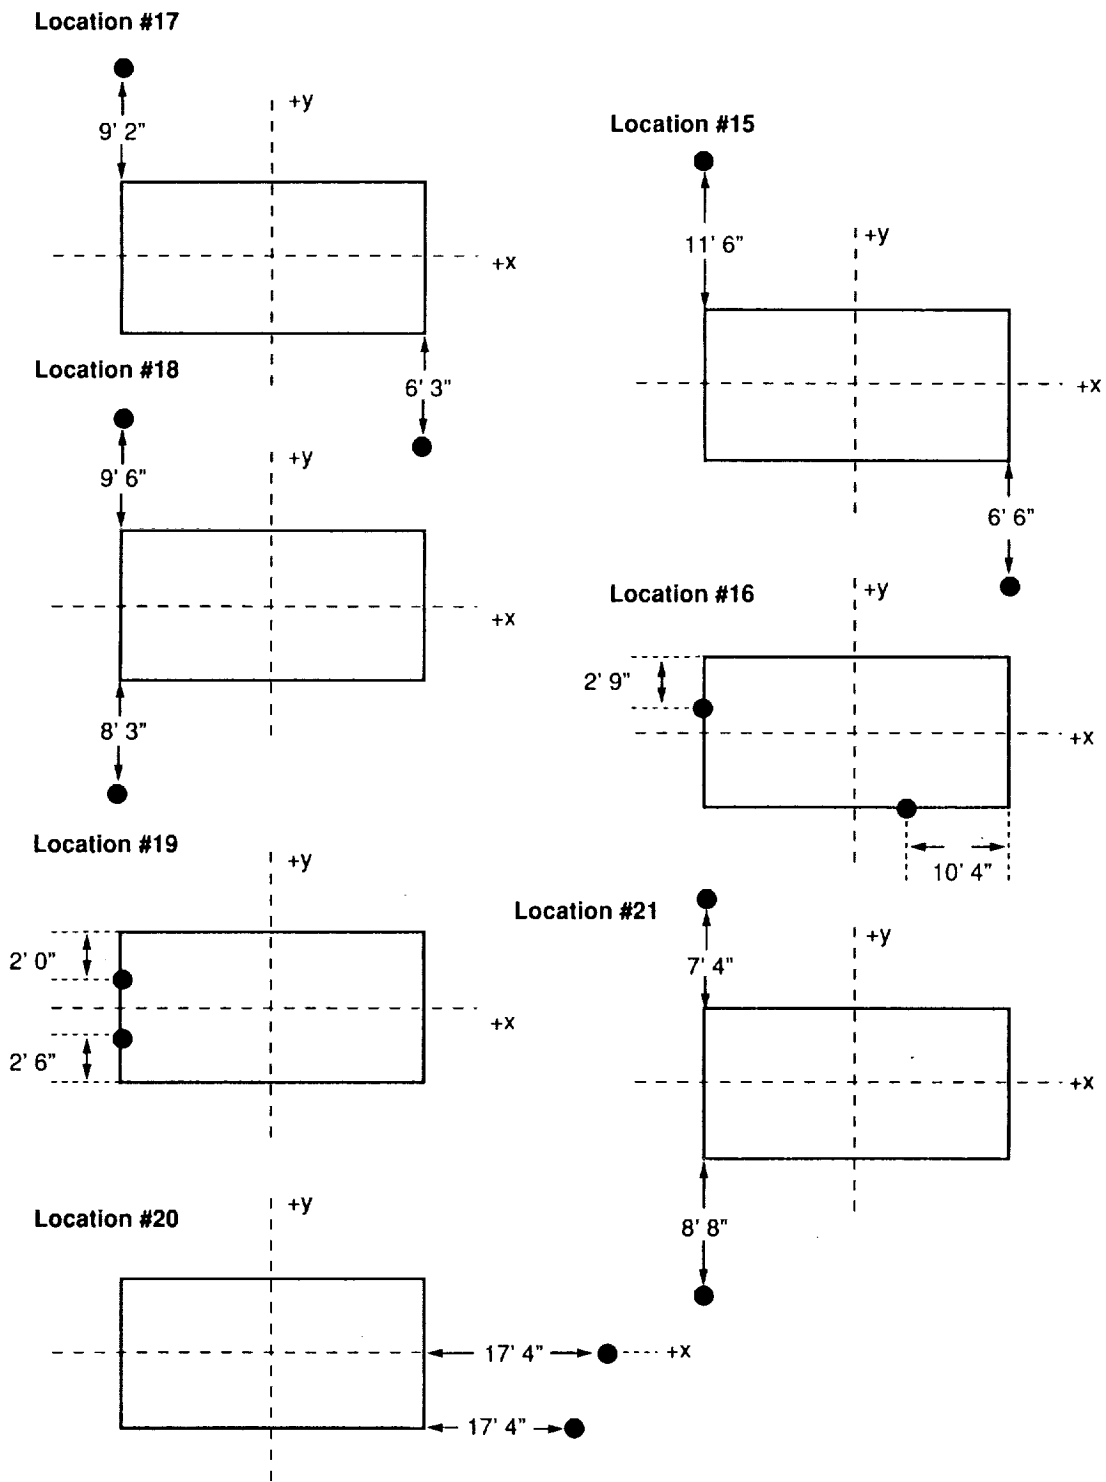 Location #17
+y
9' 2"
+x
6' 3"
Location #15
+y
11' 6"
+x
6' 6"
Location #18
+y
9' 6"
+x
8' 3"
Location #16
+y
2' 9"
+x
10' 4"
Location #19
+y
2' 0"
+x
2' 6"
Location #21
+y
7' 4"
+x
8' 8"
Location #20
+y
17' 4"
+x
17' 4"